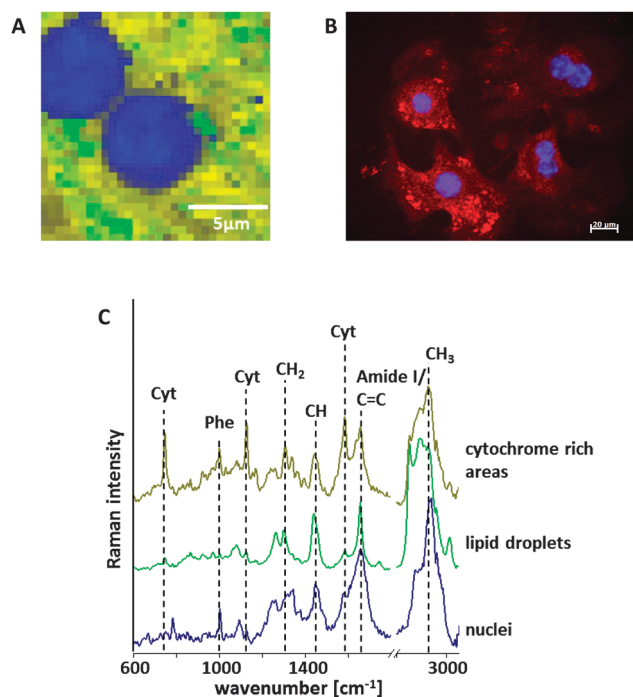 A
B
5μm
20 μm
C
Cyt
Phe
Cyt
CH2
CH
Cyt
Amide I/
C=C
CH3
cytochrome rich
areas
lipid droplets
nuclei
Raman intensity
600
1000
1400
3000
wavenumber [cm-1]